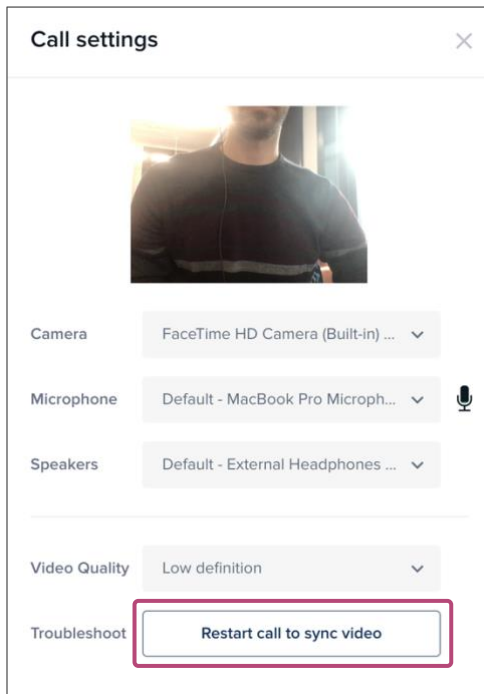 Call settings
Camera FaceTime HD Camera (Built-in) ...
Microphone Default - MacBook Pro Microph...
Speakers Default - External Headphones ...
Video Quality Low definition
Troubleshoot Restart call to sync video